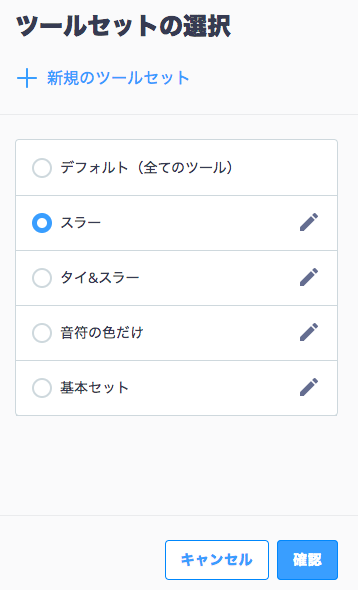 ツールセットの選択
新規のツールセット
デフォルト（全てのツール）
スラー
タイ&スラー
音符の色だけ
基本セット
キャンセル
確認